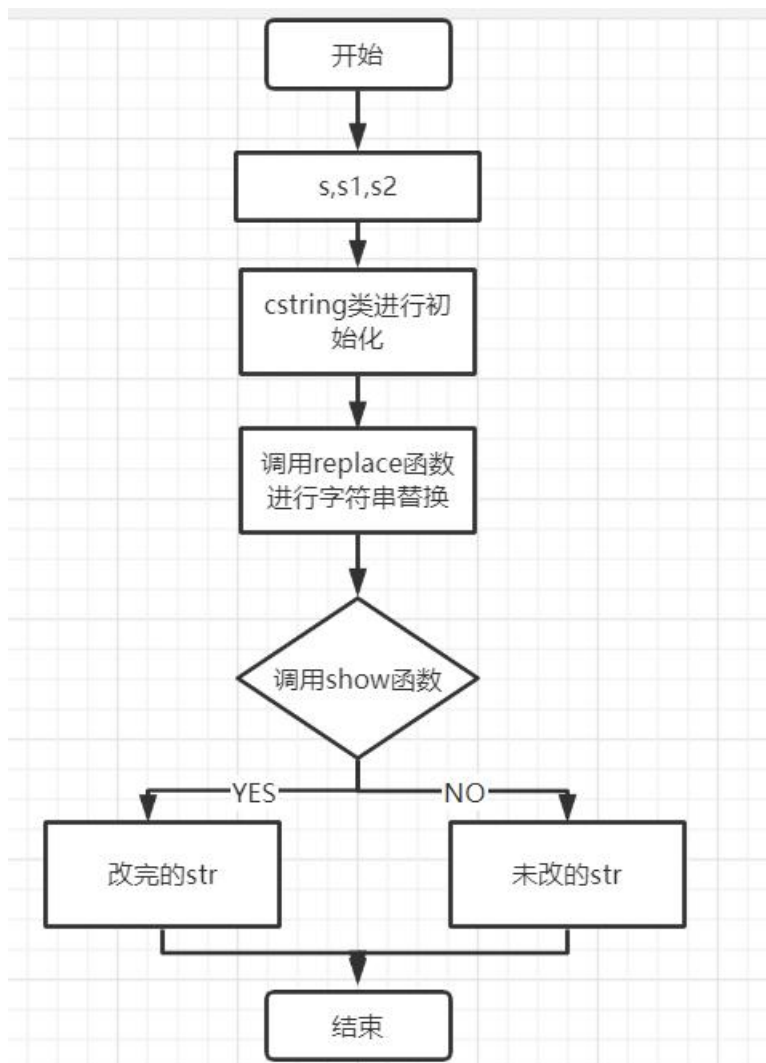 开始
s,s1,s2
cstring类进行初
始化
调用replace函数
进行字符串替换
调用show函数
YES
NO
改完的str
未改的str
结束